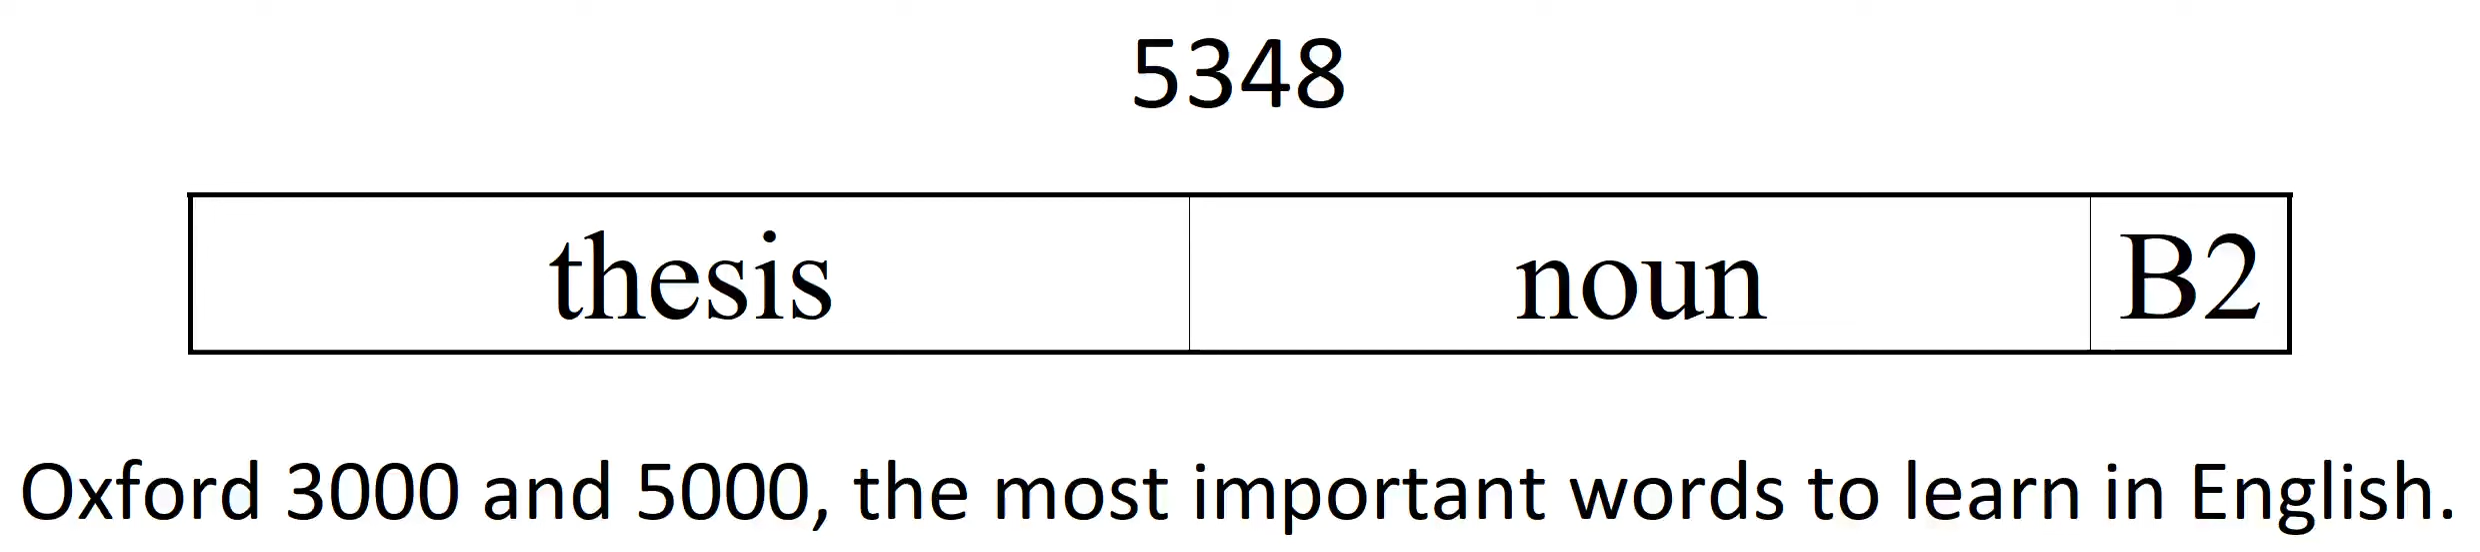 5348
thesis noun B2
Oxford 3000 and 5000, the most important words to learn in English.